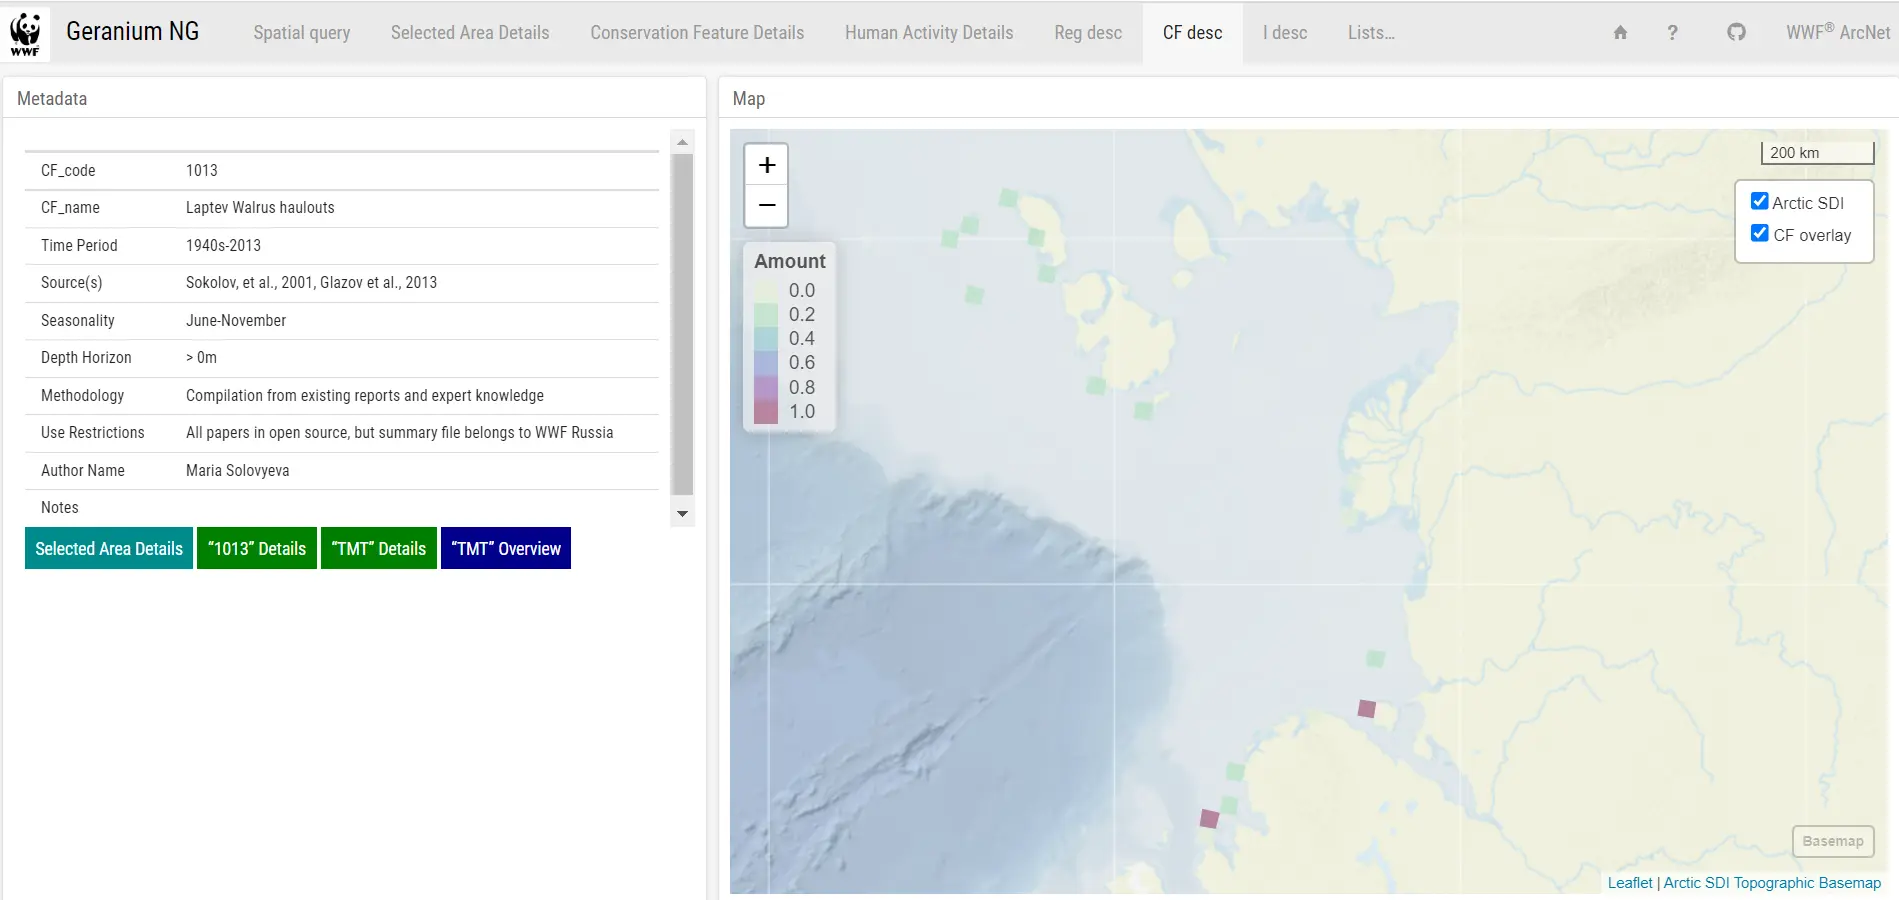 WWF
Geranium NG
Spatial query
Selected Area Details
Conservation Feature Details
Human Activity Details
Reg desc
CF desc
I desc
Lists...
?
WWF® ArcNet
Metadata
CF_code 1013
CF_name Laptev Walrus haulouts
Time Period 1940s-2013
Source(s) Sokolov, et al., 2001, Glazov et al., 2013
Seasonality June-November
Depth Horizon > 0m
Methodology Compilation from existing reports and expert knowledge
Use Restrictions All papers in open source, but summary file belongs to WWF Russia
Author Name Maria Solovyeva
Notes
Selected Area Details
“1013” Details
“TMT” Details
“TMT” Overview
Map
+
−
Amount
0.0
0.2
0.4
0.6
0.8
1.0
200 km
Arctic SDI
CF overlay
Basemap
Leaflet | Arctic SDI Topographic Basemap